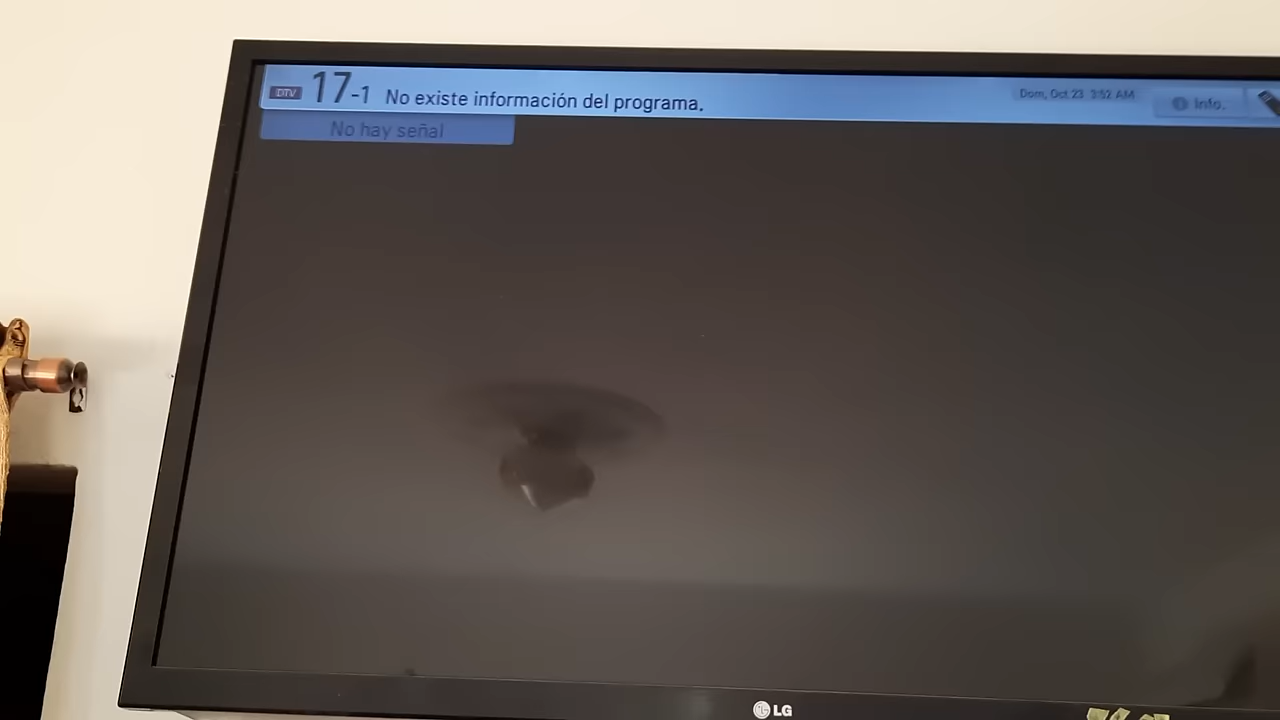 DTV 17-1 No existe información del programa.
Dom, Oct 23 3:52 AM
Info.
No hay señal
LG